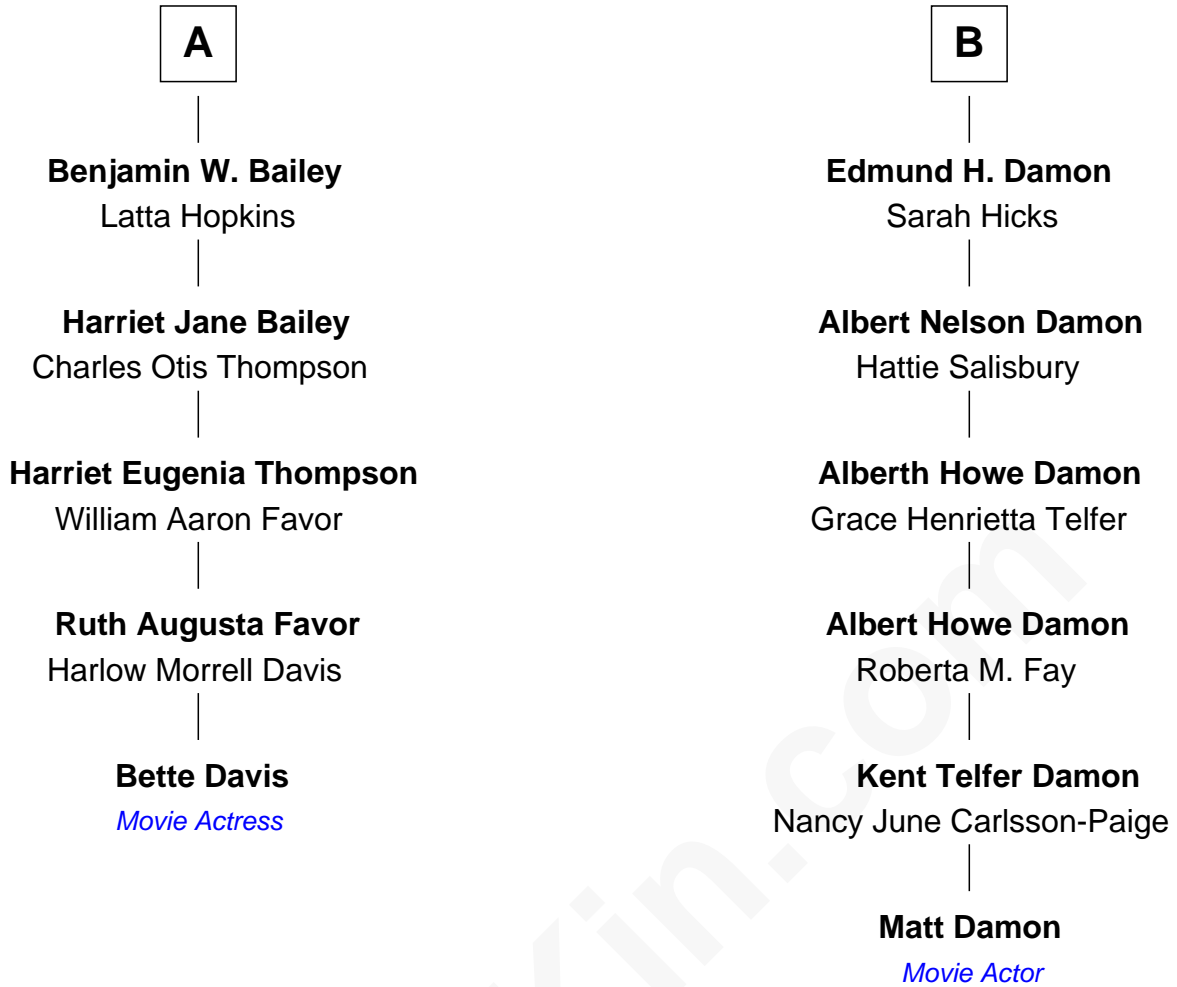 A
Benjamin W. Bailey
Latta Hopkins
Harriet Jane Bailey
Charles Otis Thompson
Harriet Eugenia Thompson
William Aaron Favor
Ruth Augusta Favor
Harlow Morrell Davis
Bette Davis
Movie Actress
B
Edmund H. Damon
Sarah Hicks
Albert Nelson Damon
Hattie Salisbury
Alberth Howe Damon
Grace Henrietta Telfer
Albert Howe Damon
Roberta M. Fay
Kent Telfer Damon
Nancy June Carlsson-Paige
Matt Damon
Movie Actor